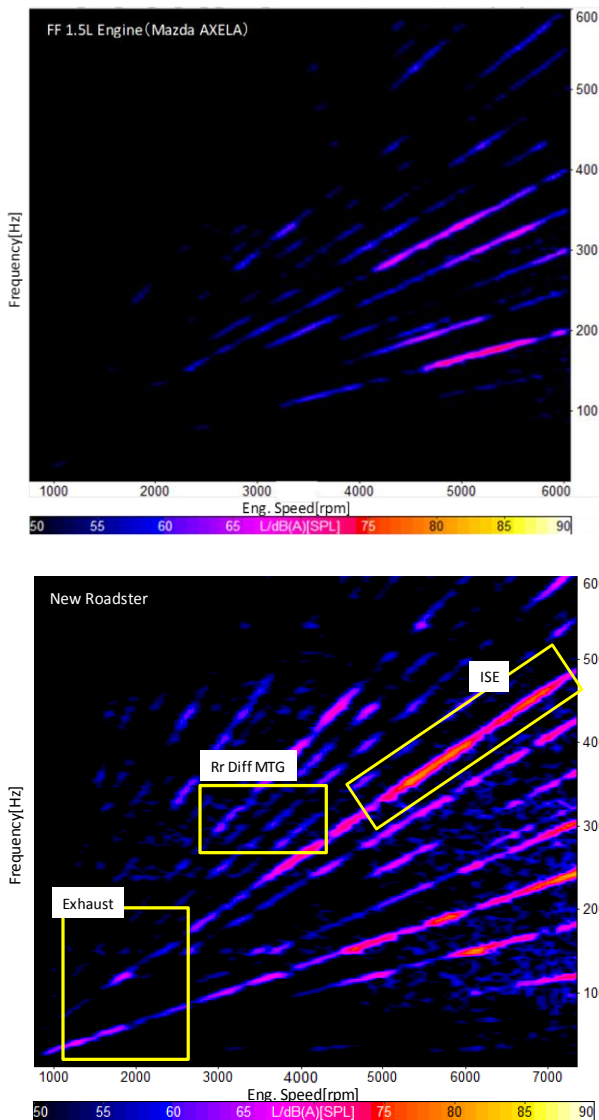 FF 1.5L Engine(Mazda AXELA)
600
500
400
300
200
100
Frequency[Hz]
1000 2000 3000 4000 5000 6000
Eng. Speed[rpm]
50 55 60 65 L/dB(A)[SPL] 75 80 85 90
New Roadster
60
50
40
30
20
10
ISE
Rr Diff MTG
Exhaust
Frequency[Hz]
1000 2000 3000 4000 5000 6000 7000
Eng. Speed[rpm]
50 55 60 65 L/dB(A)[SPL] 75 80 85 90